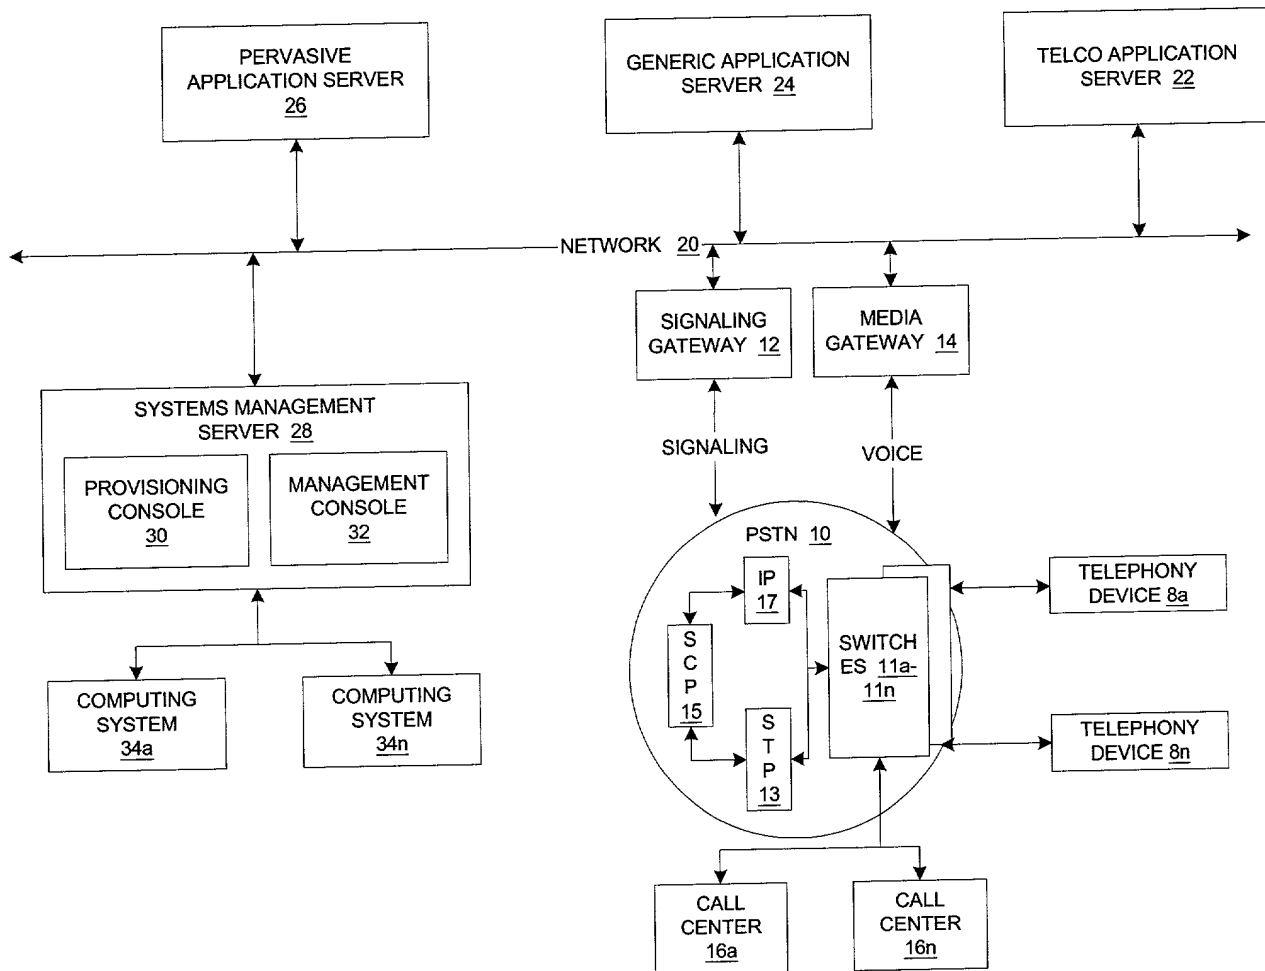 PERVASIVE
APPLICATION SERVER
26
GENERIC APPLICATION
SERVER 24
TELCO APPLICATION
SERVER 22
NETWORK 20
SIGNALING
GATEWAY 12
MEDIA
GATEWAY 14
SYSTEMS MANAGEMENT
SERVER 28
PROVISIONING
CONSOLE
30
MANAGEMENT
CONSOLE
32
SIGNALING
VOICE
PSTN 10
IP
17
S
C
P
15
S
T
P
13
SWITCH
ES 11a-
11n
TELEPHONY
DEVICE 8a
TELEPHONY
DEVICE 8n
COMPUTING
SYSTEM
34a
COMPUTING
SYSTEM
34n
CALL
CENTER
16a
CALL
CENTER
16n